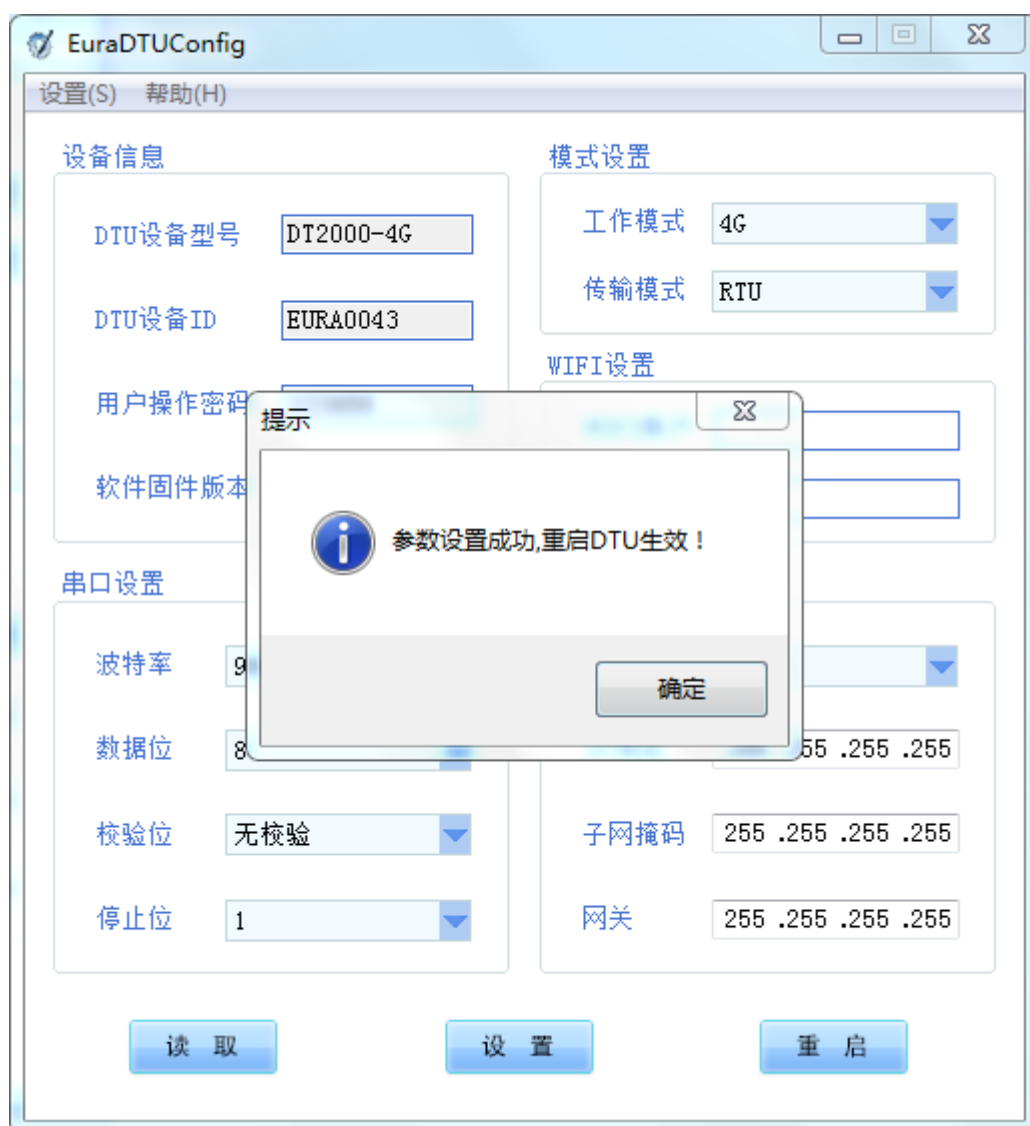 EuraDTUConfig
设置(S) 帮助(H)
设备信息
DTU设备型号 DT2000-4G
DTU设备ID EURA0043
用户操作密码
软件固件版本
模式设置
工作模式 4G
传输模式 RTU
WIFI设置
提示
参数设置成功,重启DTU生效！
确定
串口设置
波特率 9
数据位 8
校验位 无校验
停止位 1
.255 .255
子网掩码 255 .255 .255 .255
网关 255 .255 .255 .255
读 取
设 置
重 启